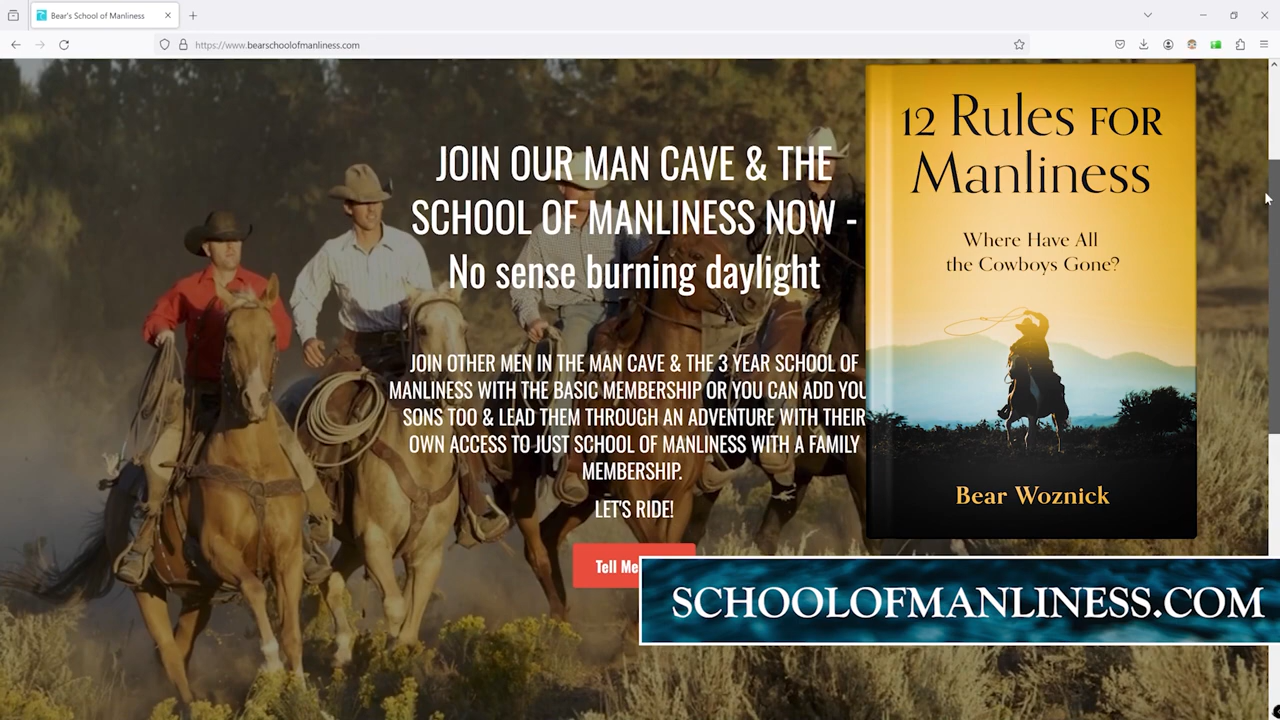 Bear's School of Manliness
https://www.bearschoolofmanliness.com
JOIN OUR MAN CAVE & THE
SCHOOL OF MANLINESS NOW -
No sense burning daylight
JOIN OTHER MEN IN THE MAN CAVE & THE 3 YEAR SCHOOL OF
MANLINESS WITH THE BASIC MEMBERSHIP OR YOU CAN ADD YOU
SONS TOO & LEAD THEM THROUGH AN ADVENTURE WITH THEIR
OWN ACCESS TO JUST SCHOOL OF MANLINESS WITH A FAMILY
MEMBERSHIP.
LET'S RIDE!
Tell Me
12 Rules for
Manliness
Where Have All
the Cowboys Gone?
Bear Woznick
SCHOOLOFMANLINESS.COM